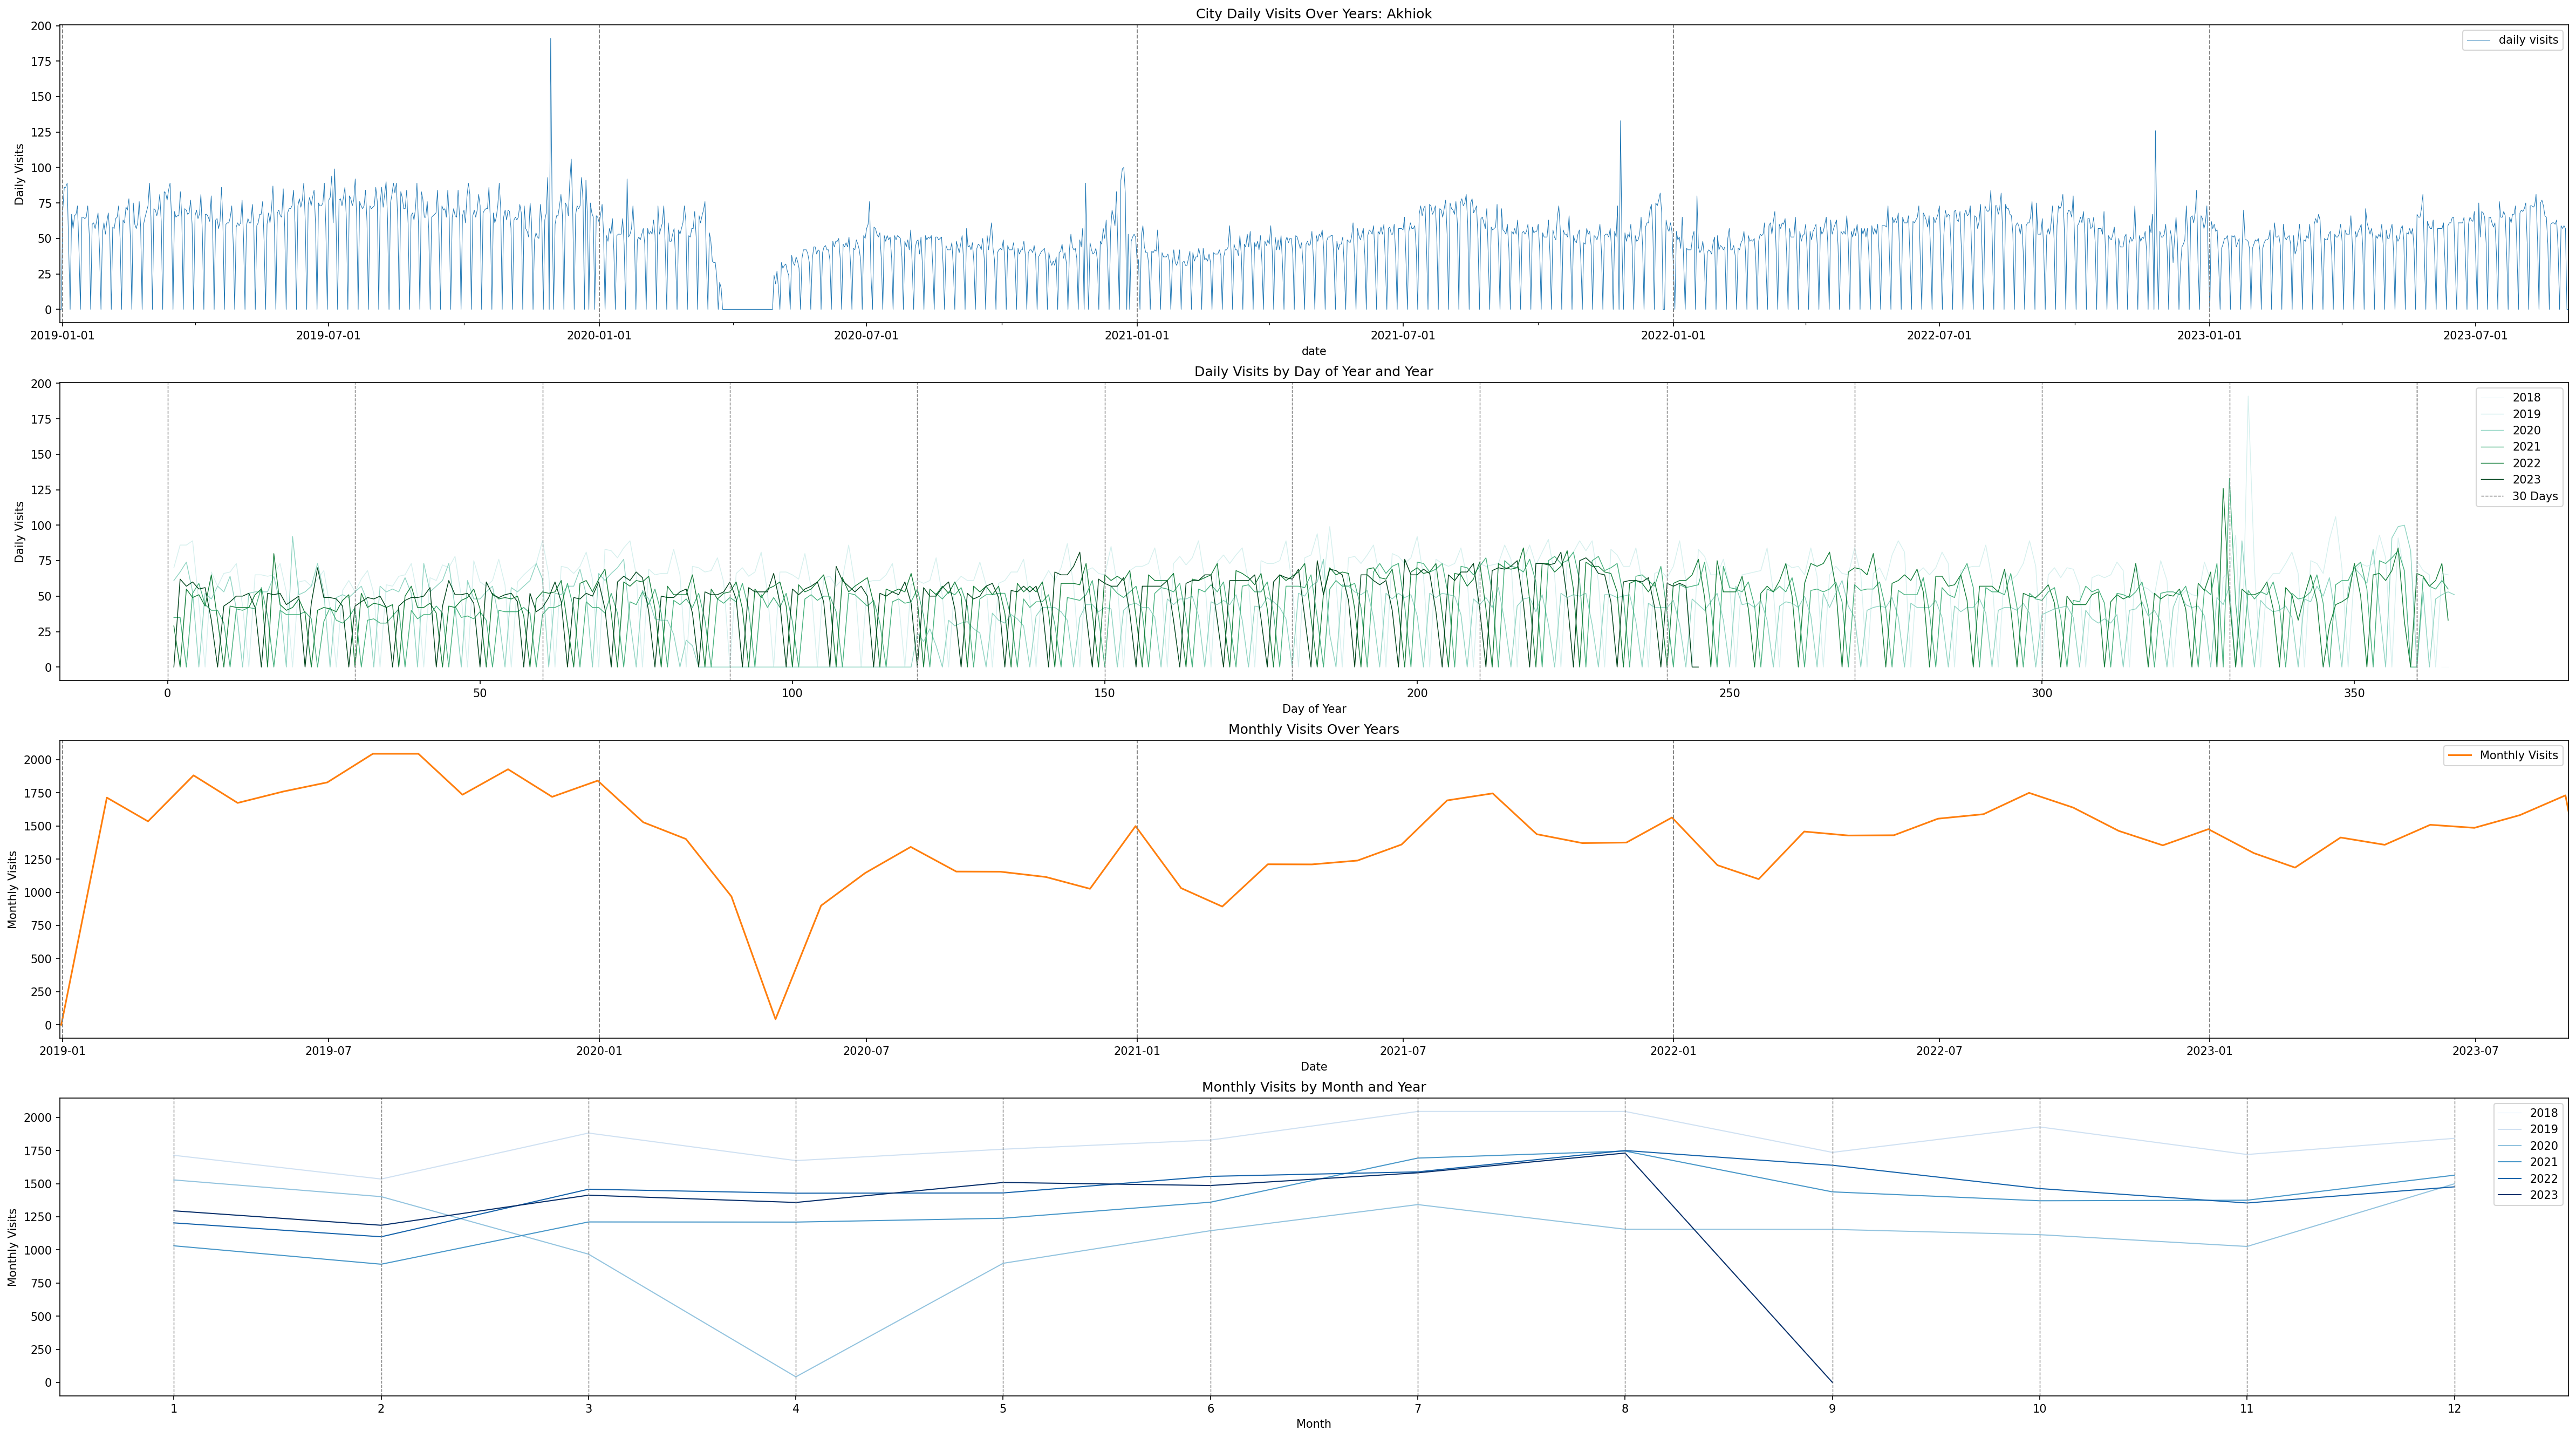 City Daily Visits Over Years: Akhiok
200
175
150
125
100
75
50
25
0
Daily Visits
daily visits
2019-01-01 2019-07-01 2020-01-01 2020-07-01 2021-01-01 2021-07-01 2022-01-01 2022-07-01 2023-01-01 2023-07-01
date
Daily Visits by Day of Year and Year
200
175
150
125
100
75
50
25
0
Daily Visits
2018
2019
2020
2021
2022
2023
30 Days
0 50 100 150 200 250 300 350
Day of Year
Monthly Visits Over Years
2000
1750
1500
1250
1000
750
500
250
0
Monthly Visits
Monthly Visits
2019-01 2019-07 2020-01 2020-07 2021-01 2021-07 2022-01 2022-07 2023-01 2023-07
Date
Monthly Visits by Month and Year
2000
1750
1500
1250
1000
750
500
250
0
Monthly Visits
2018
2019
2020
2021
2022
2023
1 2 3 4 5 6 7 8 9 10 11 12
Month